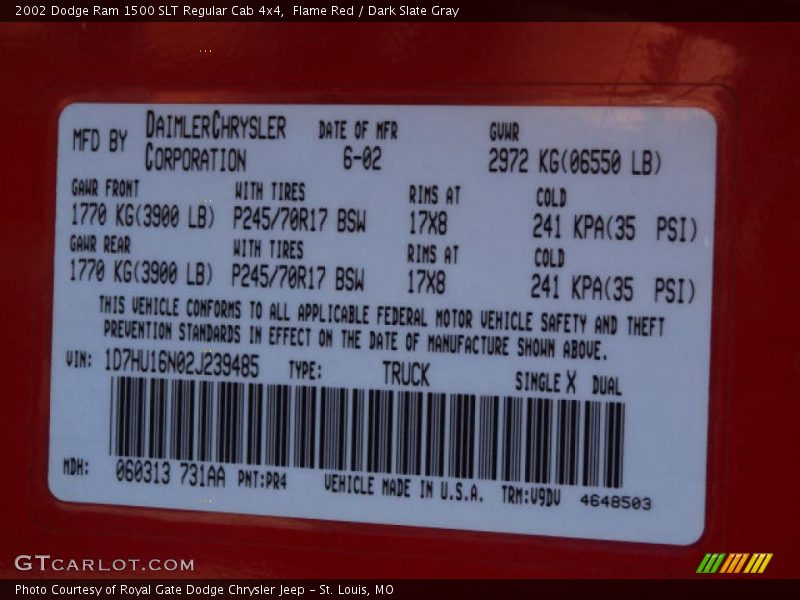 2002 Dodge Ram 1500 SLT Regular Cab 4x4,  Flame Red / Dark Slate Gray
MFD BY DAIMLERCHRYSLER CORPORATION DATE OF MFR 6-02 GVWR 2972 KG(06550 LB)
GAWR FRONT WITH TIRES RIMS AT COLD
1770 KG(3900 LB) P245/70R17 BSW 17X8 241 KPA(35 PSI)
GAWR REAR WITH TIRES RIMS AT COLD
1770 KG(3900 LB) P245/70R17 BSW 17X8 241 KPA(35 PSI)
THIS VEHICLE CONFORMS TO ALL APPLICABLE FEDERAL MOTOR VEHICLE SAFETY AND THEFT
PREVENTION STANDARDS IN EFFECT ON THE DATE OF MANUFACTURE SHOWN ABOVE.
VIN: 1D7HU16N02J239485 TYPE: TRUCK SINGLE X DUAL
MDH: 060313 731AA PNT:PR4 VEHICLE MADE IN U.S.A. TRM:V9DV 4648503
GTCARLOT.COM
Photo Courtesy of Royal Gate Dodge Chrysler Jeep - St. Louis, MO